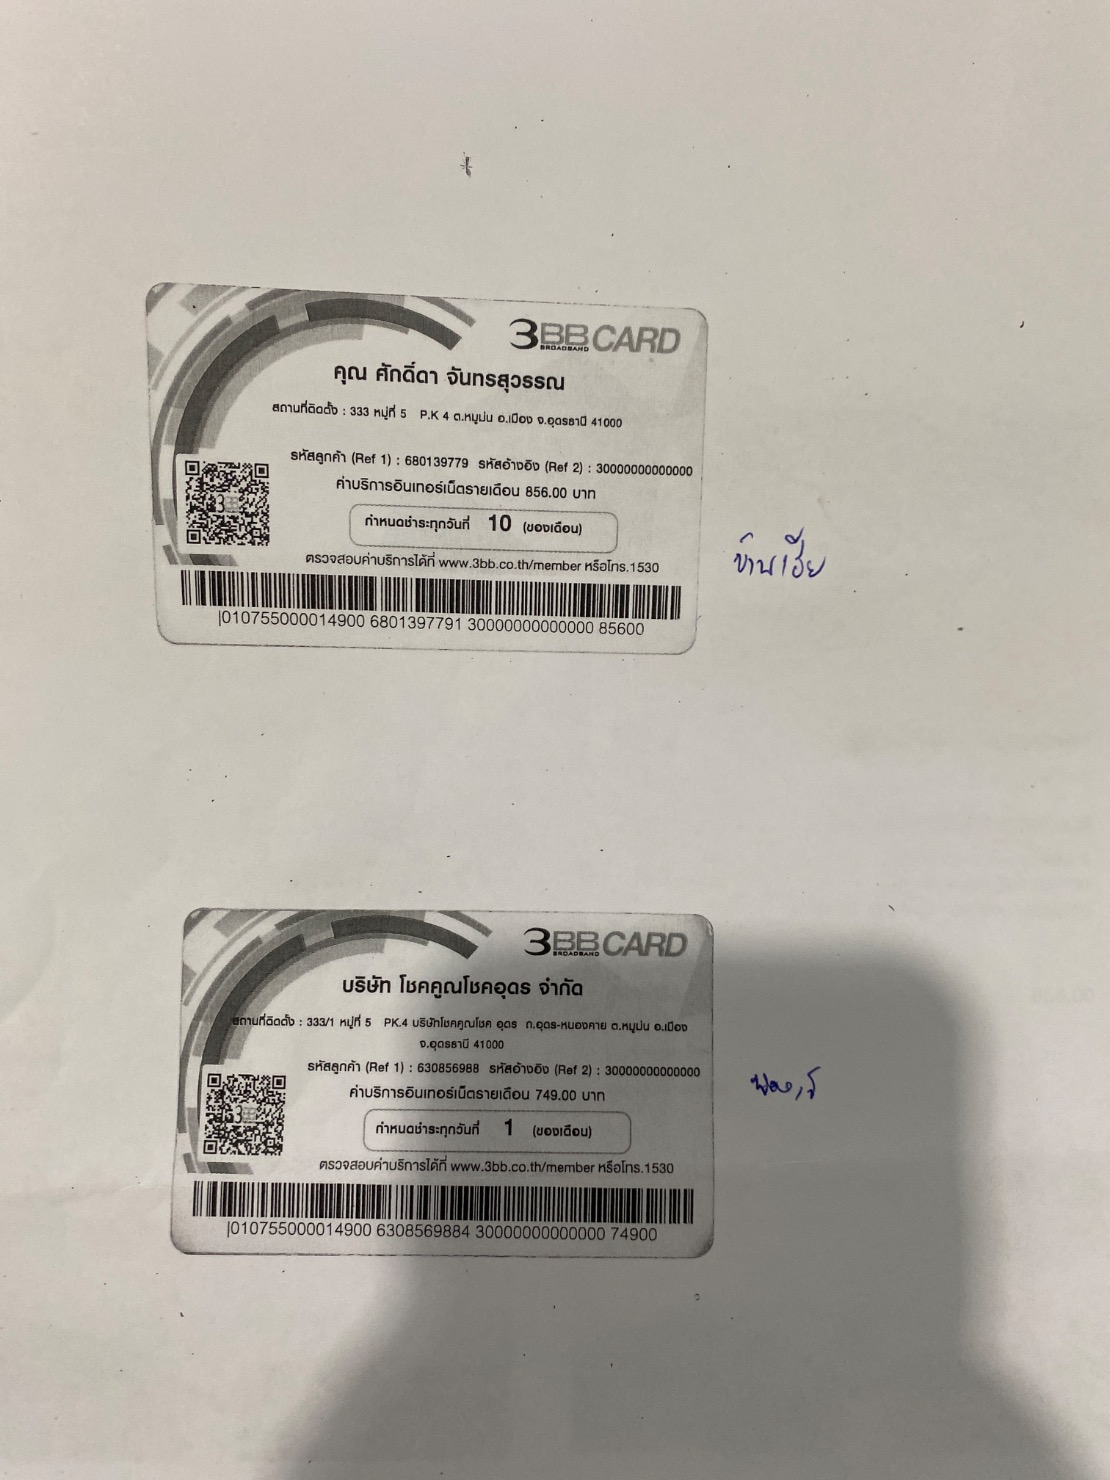 3BB CARD
BROADBAND
คุณ ศักดิ์ดา จันทรสุวรรณ
สถานที่ติดตั้ง : 333 หมู่ที่ 5 P.K 4 ต.หมูม่น อ.เมือง จ.อุดรธานี 41000
รหัสลูกค้า (Ref 1) : 680139779 รหัสอ้างอิง (Ref 2) : 30000000000000
ค่าบริการอินเทอร์เน็ตรายเดือน 856.00 บาท
กำหนดชำระทุกวันที่ 10 (ของเดือน)
ตรวจสอบค่าบริการได้ที่ www.3bb.co.th/member หรือโทร.1530
|010755000014900 6801397791 30000000000000 85600
บ้านเฮีย
3BB CARD
BROADBAND
บริษัท โชคคูณโชคอุดร จำกัด
สถานที่ติดตั้ง : 333/1 หมู่ที่ 5 PK.4 บริษัทโชคคูณโชค อุดร ถ.อุดร-หนองคาย ต.หมูม่น อ.เมือง
จ.อุดรธานี 41000
รหัสลูกค้า (Ref 1) : 630856988 รหัสอ้างอิง (Ref 2) : 30000000000000
ค่าบริการอินเทอร์เน็ตรายเดือน 749.00 บาท
กำหนดชำระทุกวันที่ 1 (ของเดือน)
ตรวจสอบค่าบริการได้ที่ www.3bb.co.th/member หรือโทร.1530
|010755000014900 6308569884 30000000000000 74900